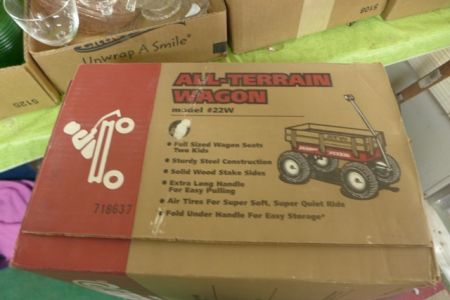 Unwrap A Smile®
ALL-TERRAIN
WAGON
model #22W
• Full Sized Wagon Seats
Two Kids
• Sturdy Steel Construction
• Solid Wood Stake Sides
• Extra Long Handle
For Easy Pulling
• Air Tires For Super Soft, Super Quiet Ride
• Fold Under Handle For Easy Storage*
718637